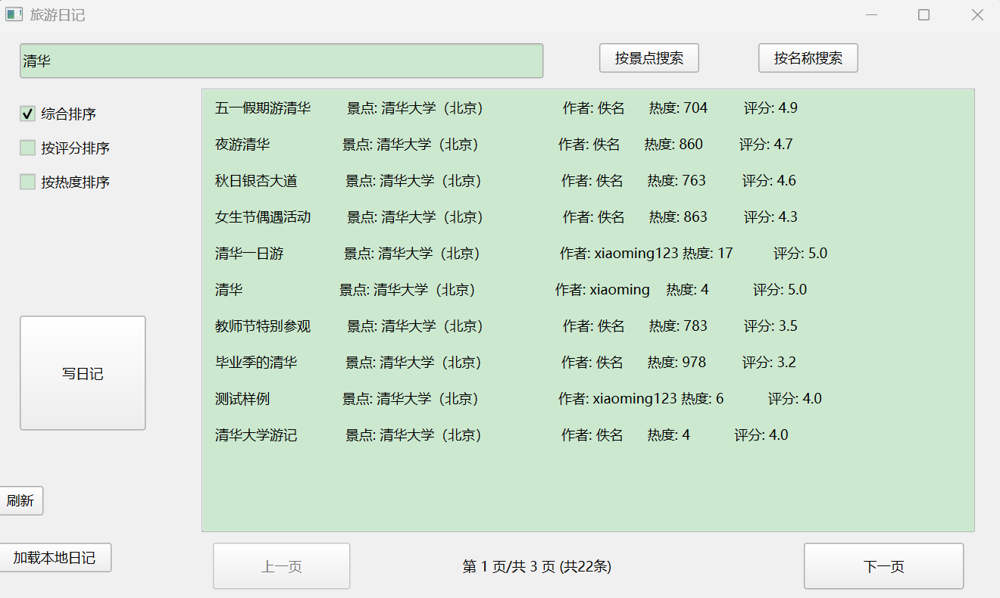 旅游日记
清华
按景点搜索
按名称搜索
综合排序
按评分排序
按热度排序
五一假期游清华 景点: 清华大学（北京） 作者: 佚名 热度: 704 评分: 4.9
夜游清华 景点: 清华大学（北京） 作者: 佚名 热度: 860 评分: 4.7
秋日银杏大道 景点: 清华大学（北京） 作者: 佚名 热度: 763 评分: 4.6
女生节偶遇活动 景点: 清华大学（北京） 作者: 佚名 热度: 863 评分: 4.3
清华一日游 景点: 清华大学（北京） 作者: xiaoming123 热度: 17 评分: 5.0
清华 景点: 清华大学（北京） 作者: xiaoming 热度: 4 评分: 5.0
教师节特别参观 景点: 清华大学（北京） 作者: 佚名 热度: 783 评分: 3.5
毕业季的清华 景点: 清华大学（北京） 作者: 佚名 热度: 978 评分: 3.2
测试样例 景点: 清华大学（北京） 作者: xiaoming123 热度: 6 评分: 4.0
清华大学游记 景点: 清华大学（北京） 作者: 佚名 热度: 4 评分: 4.0
写日记
刷新
加载本地日记
上一页
第 1 页/共 3 页 (共22条)
下一页